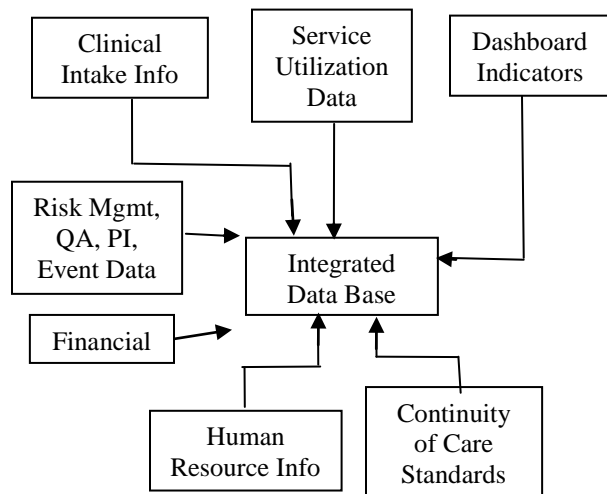 Clinical
Intake Info
Service
Utilization
Data
Dashboard
Indicators
Risk Mgmt,
QA, PI,
Event Data
Integrated
Data Base
Financial
Human
Resource Info
Continuity
of Care
Standards